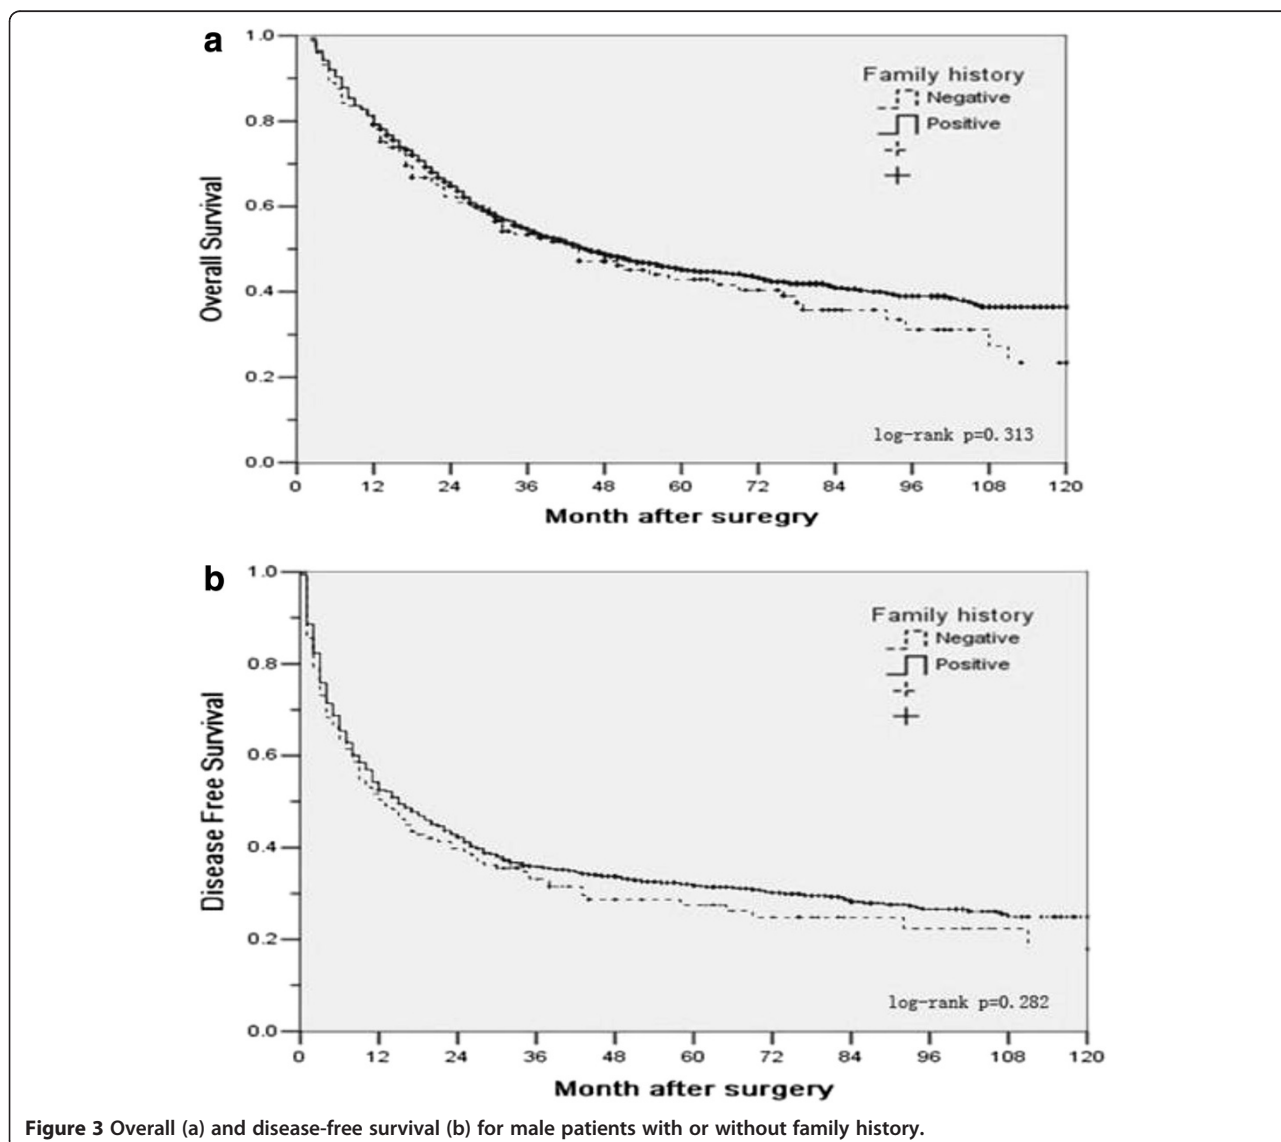 a
1.0
0.8
0.6
0.4
0.2
0.0
Overall Survival
Family history
Negative
Positive
log-rank p=0.313
0 12 24 36 48 60 72 84 96 108 120
Month after suregry
b
1.0
0.8
0.6
0.4
0.2
0.0
Disease Free Survival
Family history
Negative
Positive
log-rank p=0.282
0 12 24 36 48 60 72 84 96 108 120
Month after surgery
Figure 3 Overall (a) and disease-free survival (b) for male patients with or without family history.